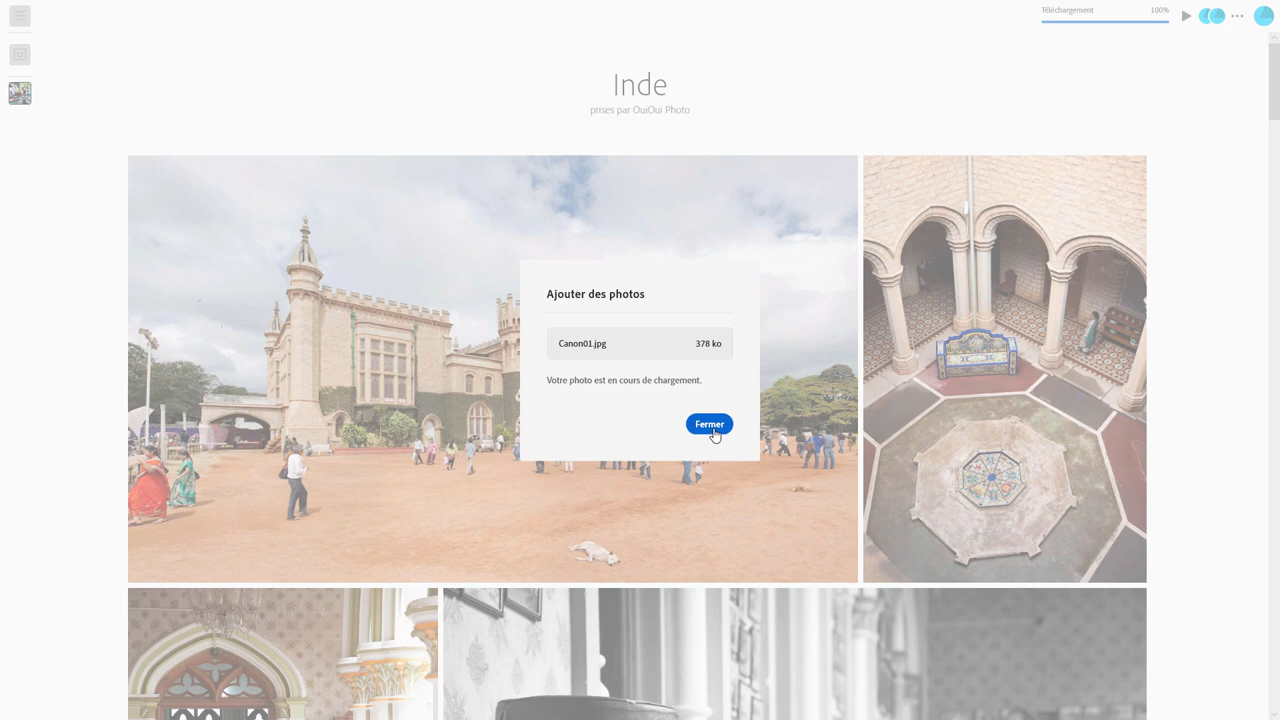 Téléchargement 100%
Inde
prises par OuiOui Photo
Ajouter des photos
Canon01.jpg 378 ko
Votre photo est en cours de chargement.
Fermer